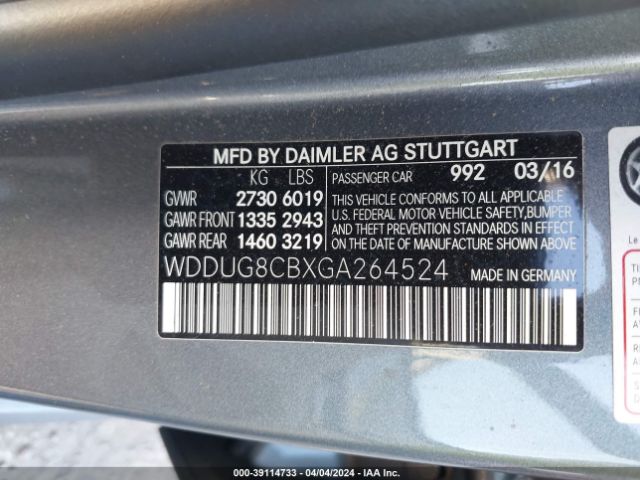 MFD BY DAIMLER AG STUTTGART
KG LBS
GVWR 2730 6019
GAWR FRONT 1335 2943
GAWR REAR 1460 3219
PASSENGER CAR 992 03/16
THIS VEHICLE CONFORMS TO ALL APPLICABLE
U.S. FEDERAL MOTOR VEHICLE SAFETY,BUMPER
AND THEFT PREVENTION STANDARDS IN EFFECT
ON THE DATE OF MANUFACTURE SHOWN ABOVE
WDDUG8CBXGA264524 MADE IN GERMANY
Le
000-39114733 - 04/04/2024 - IAA Inc.